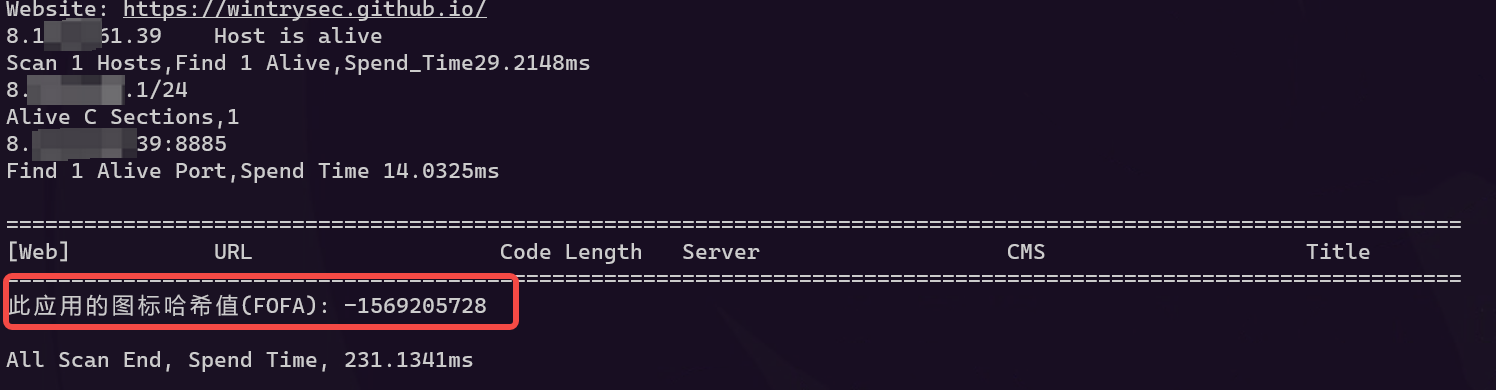 Website: https://wintrysec.github.io/
8.1 61.39 Host is alive
Scan 1 Hosts,Find 1 Alive,Spend_Time29.2148ms
8. .1/24
Alive C Sections,1
8. 39:8885
Find 1 Alive Port,Spend Time 14.0325ms
================================================================================================================
[Web] URL Code Length Server CMS Title
================================================================================================================
此应用的图标哈希值(FOFA): -1569205728
All Scan End, Spend Time, 231.1341ms